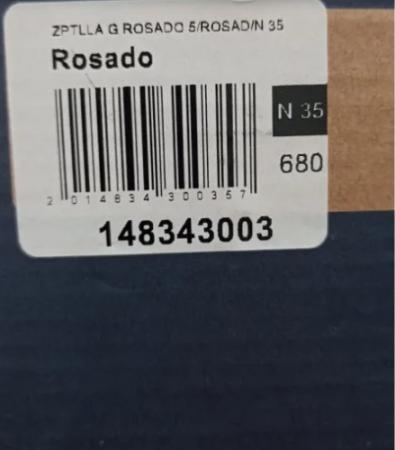 ZPTLLA G ROSADO 5/ROSAD/N 35
Rosado
N 35
680
2 014834 300357
148343003